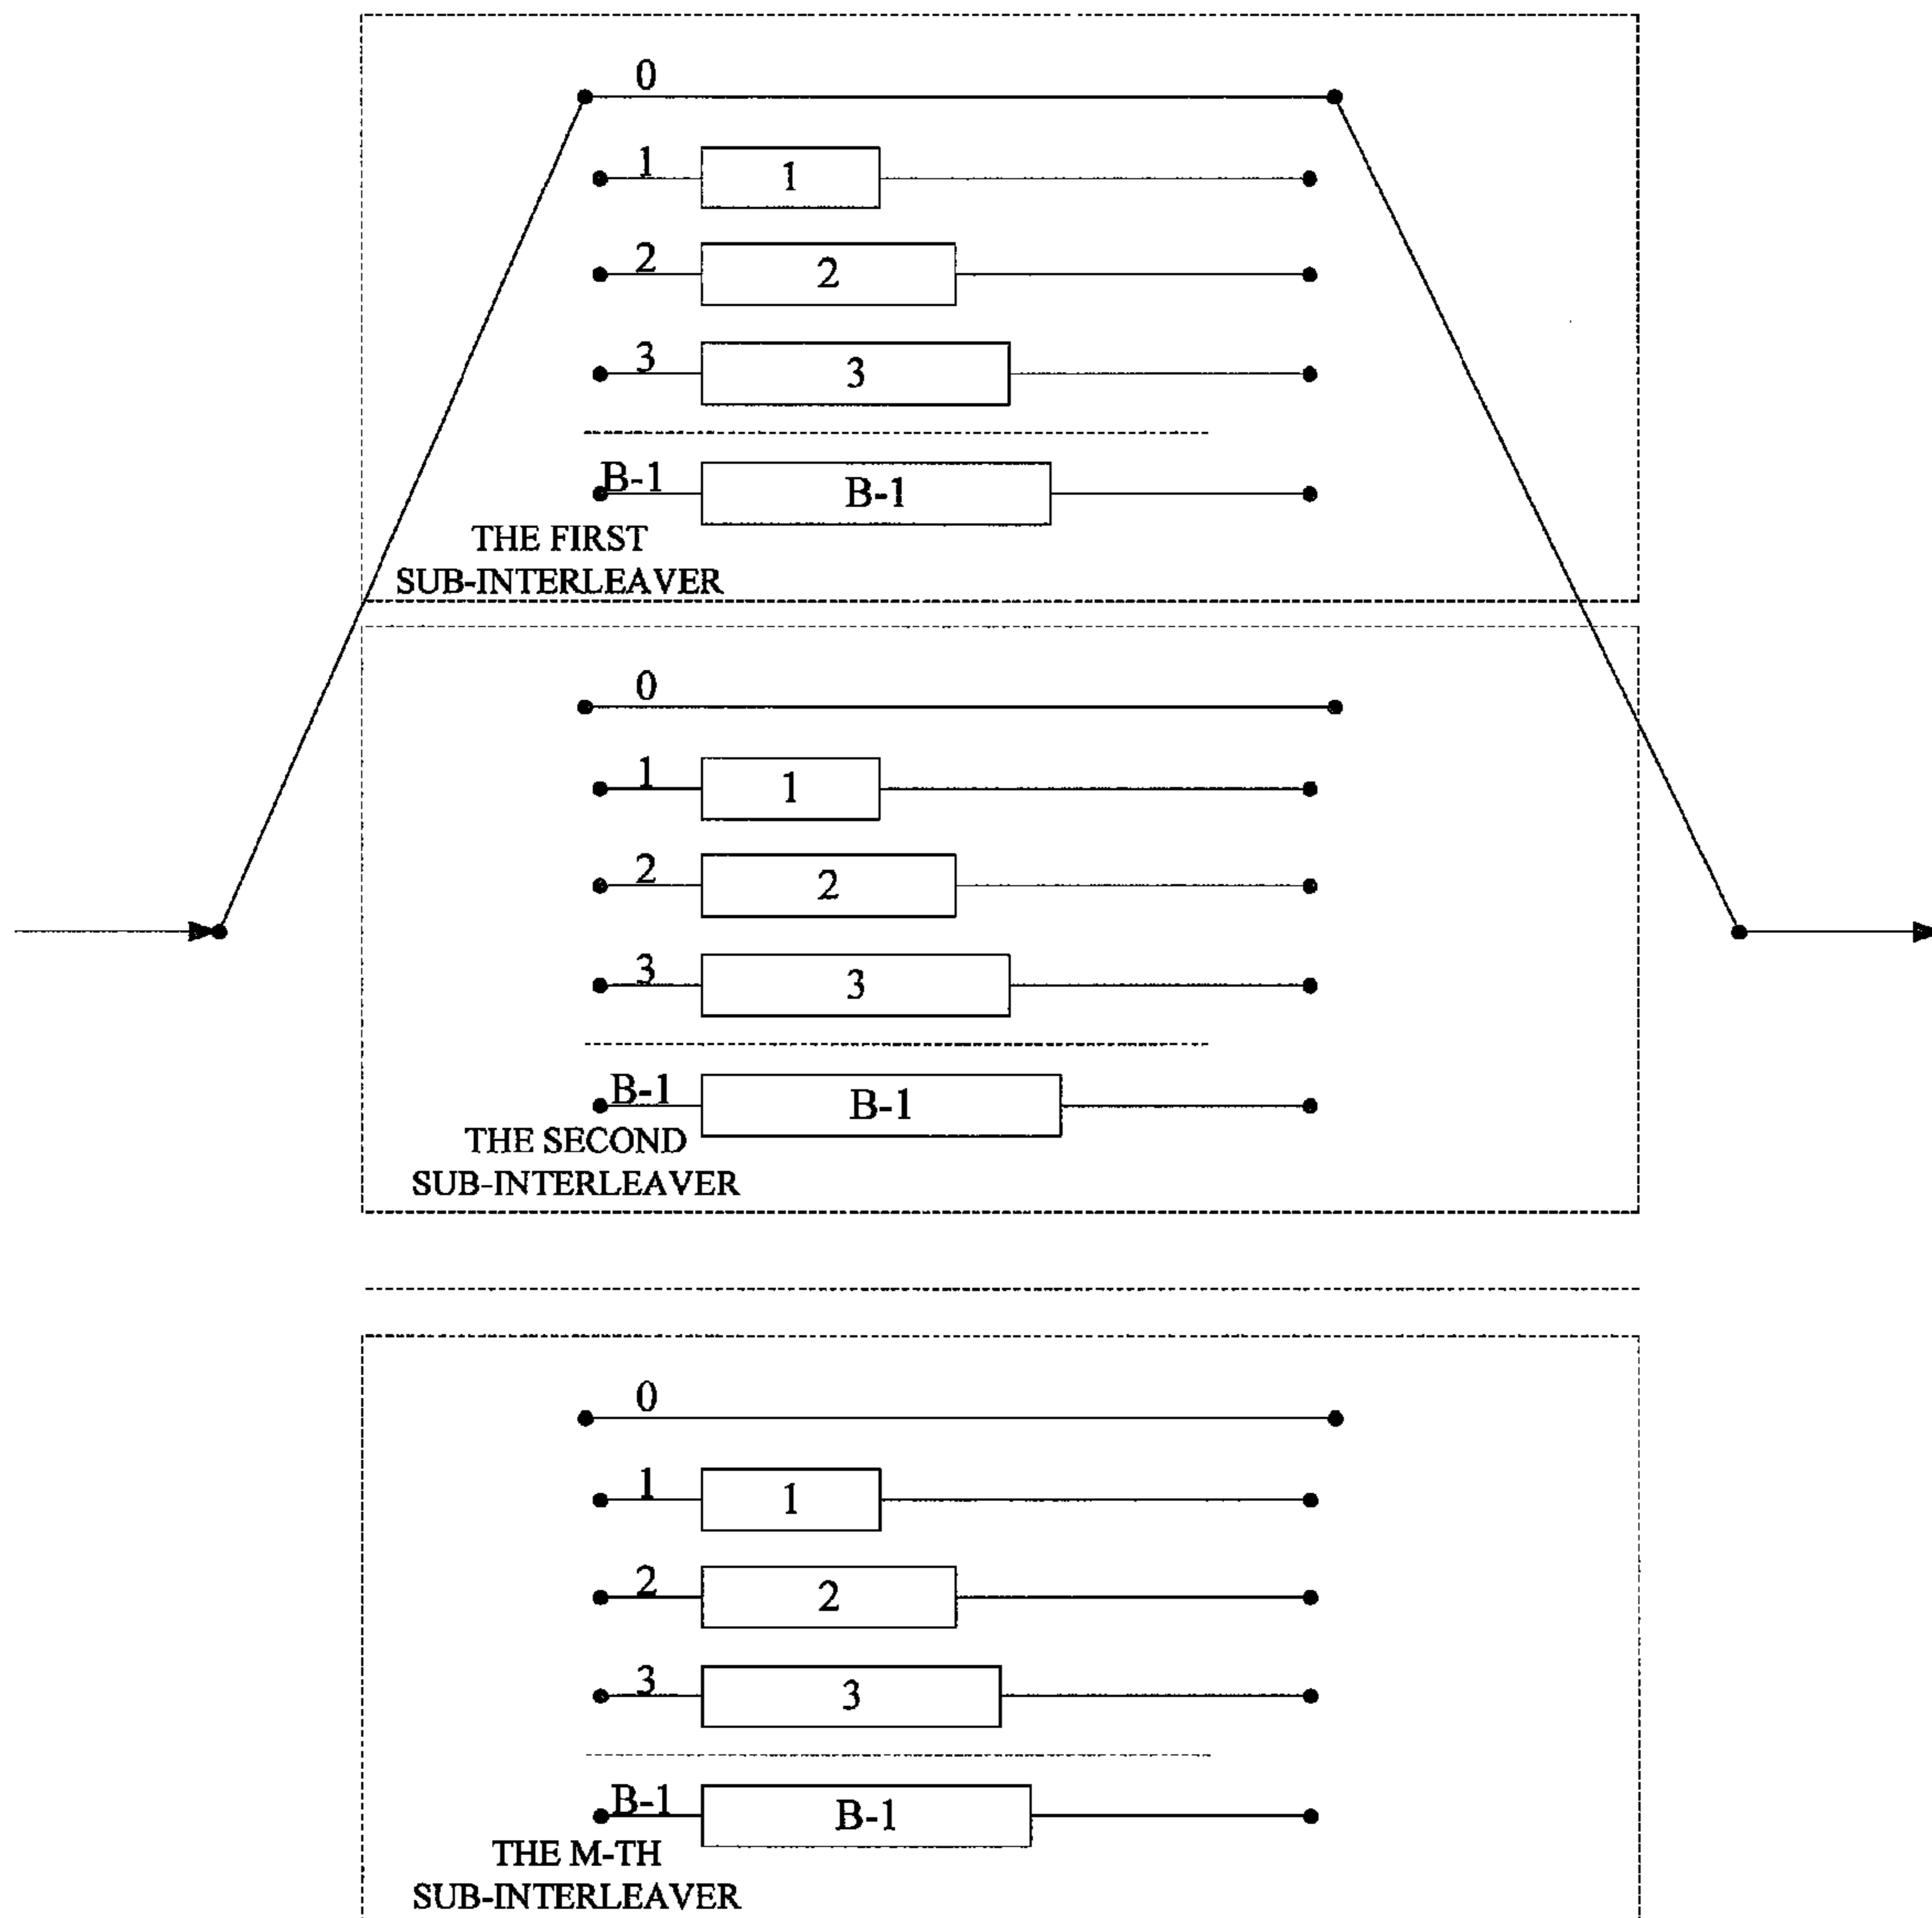 0
1 1
2 2
3 3
B-1 B-1
THE FIRST
SUB-INTERLEAVER
0
1 1
2 2
3 3
B-1 B-1
THE SECOND
SUB-INTERLEAVER
0
1 1
2 2
3 3
B-1 B-1
THE M-TH
SUB-INTERLEAVER